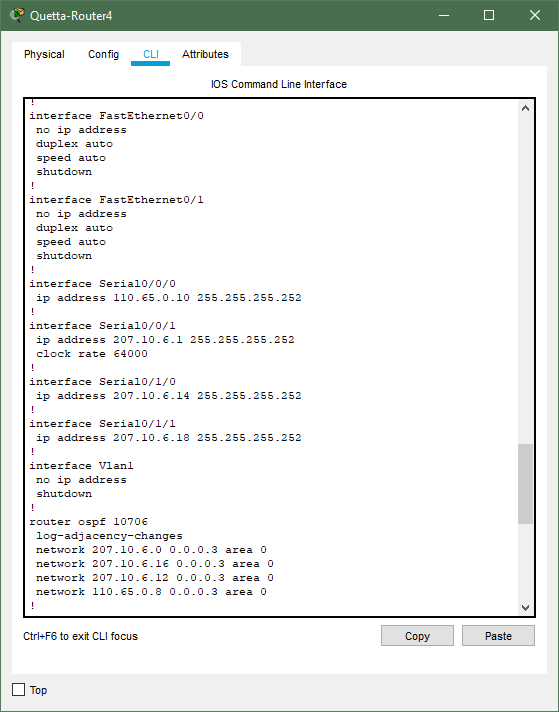 Quetta-Router4
Physical Config CLI Attributes
IOS Command Line Interface
!
interface FastEthernet0/0
 no ip address
 duplex auto
 speed auto
 shutdown
!
interface FastEthernet0/1
 no ip address
 duplex auto
 speed auto
 shutdown
!
interface Serial0/0/0
 ip address 110.65.0.10 255.255.255.252
!
interface Serial0/0/1
 ip address 207.10.6.1 255.255.255.252
 clock rate 64000
!
interface Serial0/1/0
 ip address 207.10.6.14 255.255.255.252
!
interface Serial0/1/1
 ip address 207.10.6.18 255.255.255.252
!
interface Vlan1
 no ip address
 shutdown
!
router ospf 10706
 log-adjacency-changes
 network 207.10.6.0 0.0.0.3 area 0
 network 207.10.6.16 0.0.0.3 area 0
 network 207.10.6.12 0.0.0.3 area 0
 network 110.65.0.8 0.0.0.3 area 0
!
Ctrl+F6 to exit CLI focus
Copy Paste
Top